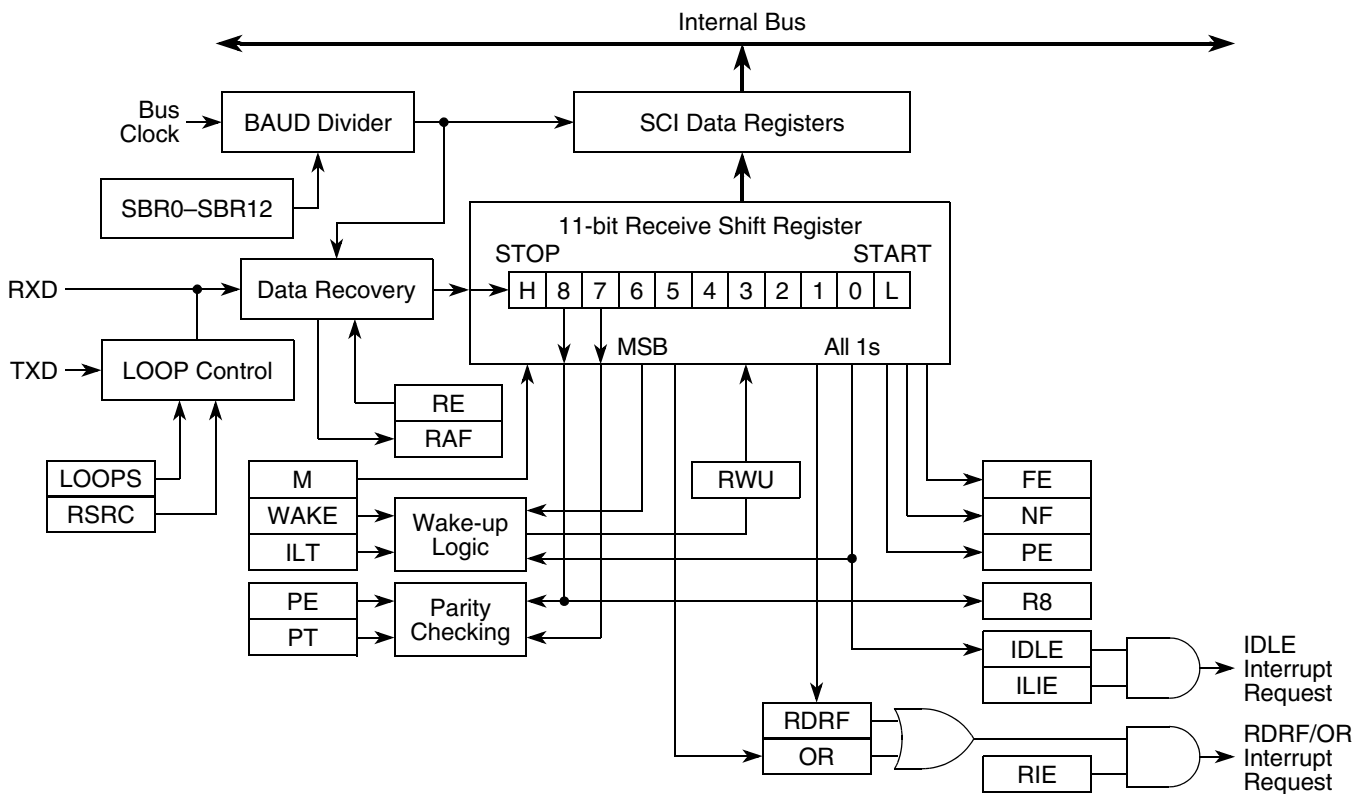 Internal Bus
Bus
Clock
BAUD Divider
SCI Data Registers
SBR0–SBR12
11-bit Receive Shift Register
STOP
START
RXD
Data Recovery
H 8 7 6 5 4 3 2 1 0 L
MSB
All 1s
TXD
LOOP Control
RE
RAF
LOOPS
RSRC
M
WAKE
ILT
Wake-up
Logic
RWU
FE
NF
PE
PE
PT
Parity
Checking
R8
IDLE
ILIE
IDLE
Interrupt
Request
RDRF
OR
RIE
RDRF/OR
Interrupt
Request